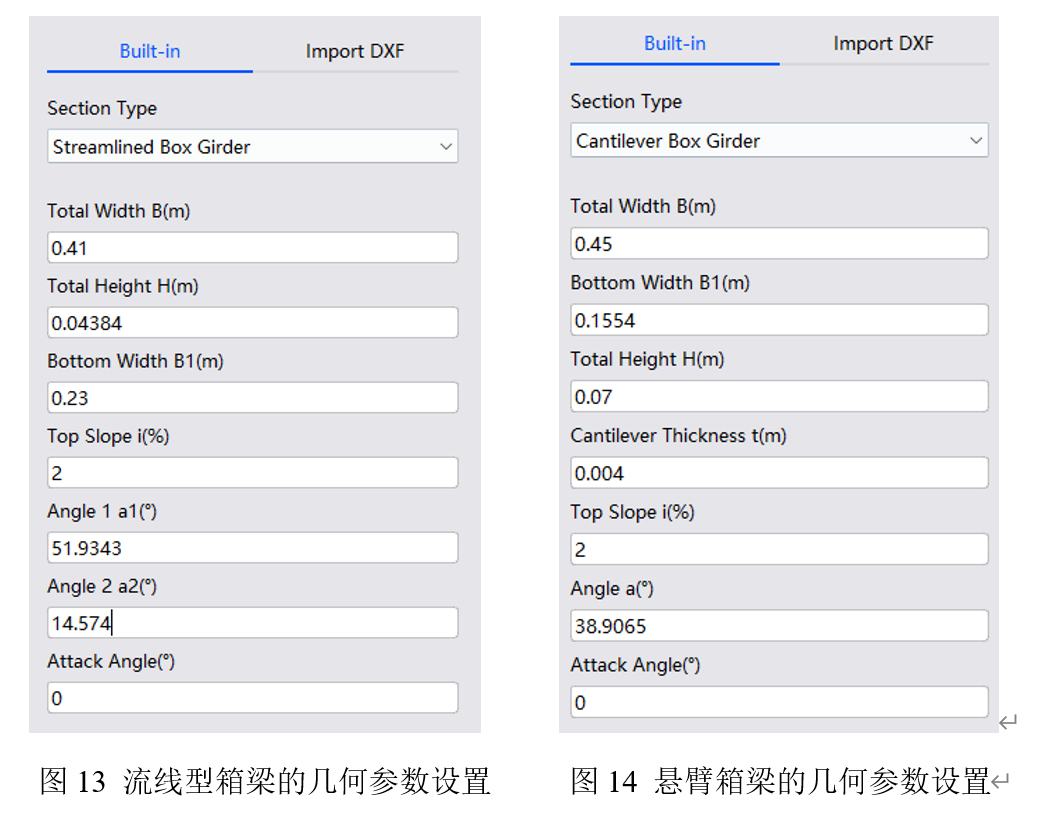 Built-in Import DXF
Section Type
Streamlined Box Girder
Total Width B(m)
0.41
Total Height H(m)
0.04384
Bottom Width B1(m)
0.23
Top Slope i(%)
2
Angle 1 a1(°)
51.9343
Angle 2 a2(°)
14.574
Attack Angle(°)
0
图 13 流线型箱梁的几何参数设置
Built-in Import DXF
Section Type
Cantilever Box Girder
Total Width B(m)
0.45
Bottom Width B1(m)
0.1554
Total Height H(m)
0.07
Cantilever Thickness t(m)
0.004
Top Slope i(%)
2
Angle a(°)
38.9065
Attack Angle(°)
0
图 14 悬臂箱梁的几何参数设置